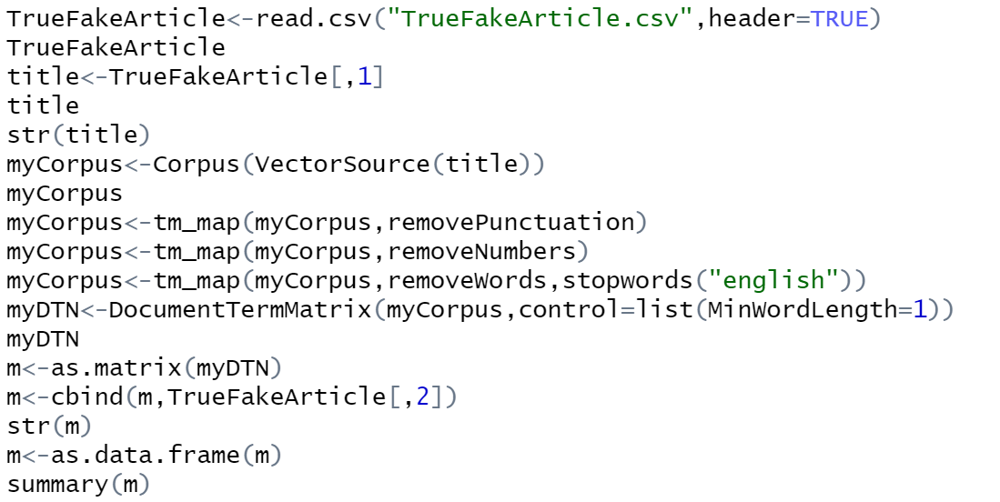 TrueFakeArticle<-read.csv("TrueFakeArticle.csv",header=TRUE)
TrueFakeArticle
title<-TrueFakeArticle[,1]
title
str(title)
myCorpus<-Corpus(VectorSource(title))
myCorpus
myCorpus<-tm_map(myCorpus,removePunctuation)
myCorpus<-tm_map(myCorpus,removeNumbers)
myCorpus<-tm_map(myCorpus,removeWords,stopwords("english"))
myDTN<-DocumentTermMatrix(myCorpus,control=list(MinWordLength=1))
myDTN
m<-as.matrix(myDTN)
m<-cbind(m,TrueFakeArticle[,2])
str(m)
m<-as.data.frame(m)
summary(m)